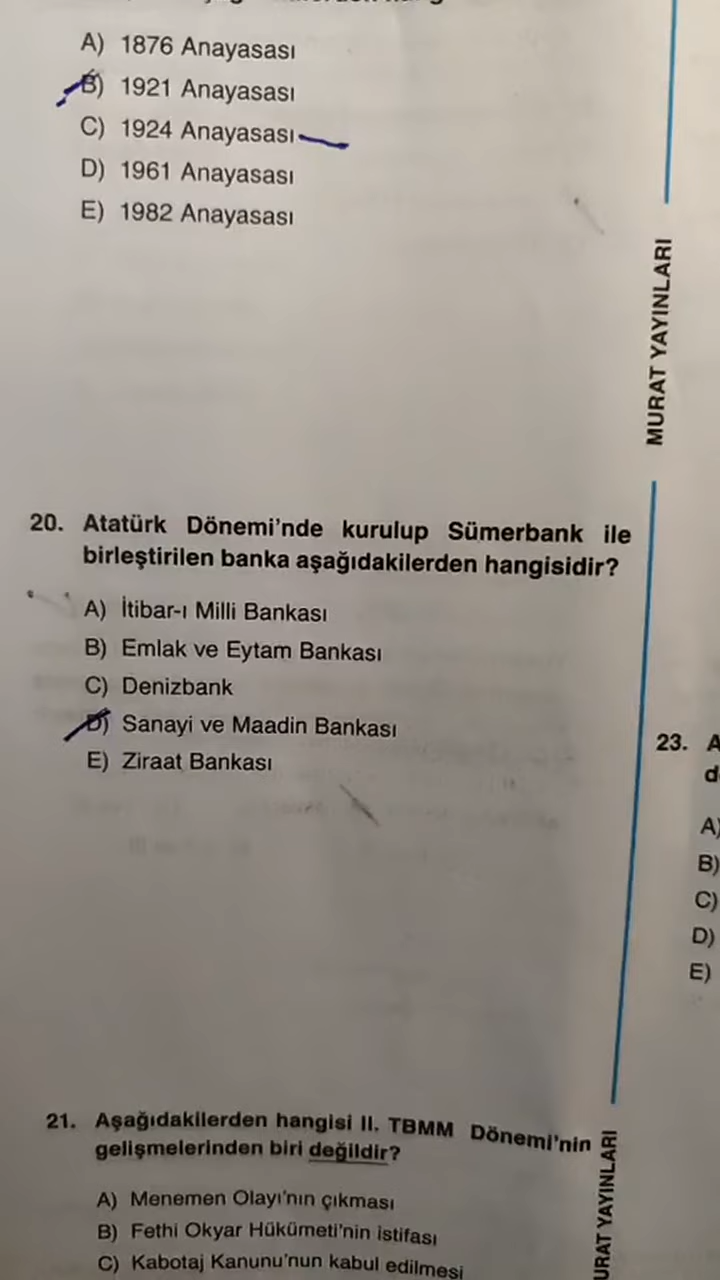 A) 1876 Anayasası
B) 1921 Anayasası
C) 1924 Anayasası
D) 1961 Anayasası
E) 1982 Anayasası
MURAT YAYINLARI
20. Atatürk Dönemi'nde kurulup Sümerbank ile
birleştirilen banka aşağıdakilerden hangisidir?
A) İtibar-ı Milli Bankası
B) Emlak ve Eytam Bankası
C) Denizbank
D) Sanayi ve Maadin Bankası
E) Ziraat Bankası
21. Aşağıdakilerden hangisi II. TBMM Dönemi'nin
gelişmelerinden biri değildir?
A) Menemen Olayı'nın çıkması
B) Fethi Okyar Hükümeti'nin istifası
C) Kabotaj Kanunu'nun kabul edilmesi
URAT YAYINLARI
23. A
d
A)
B)
C)
D)
E)